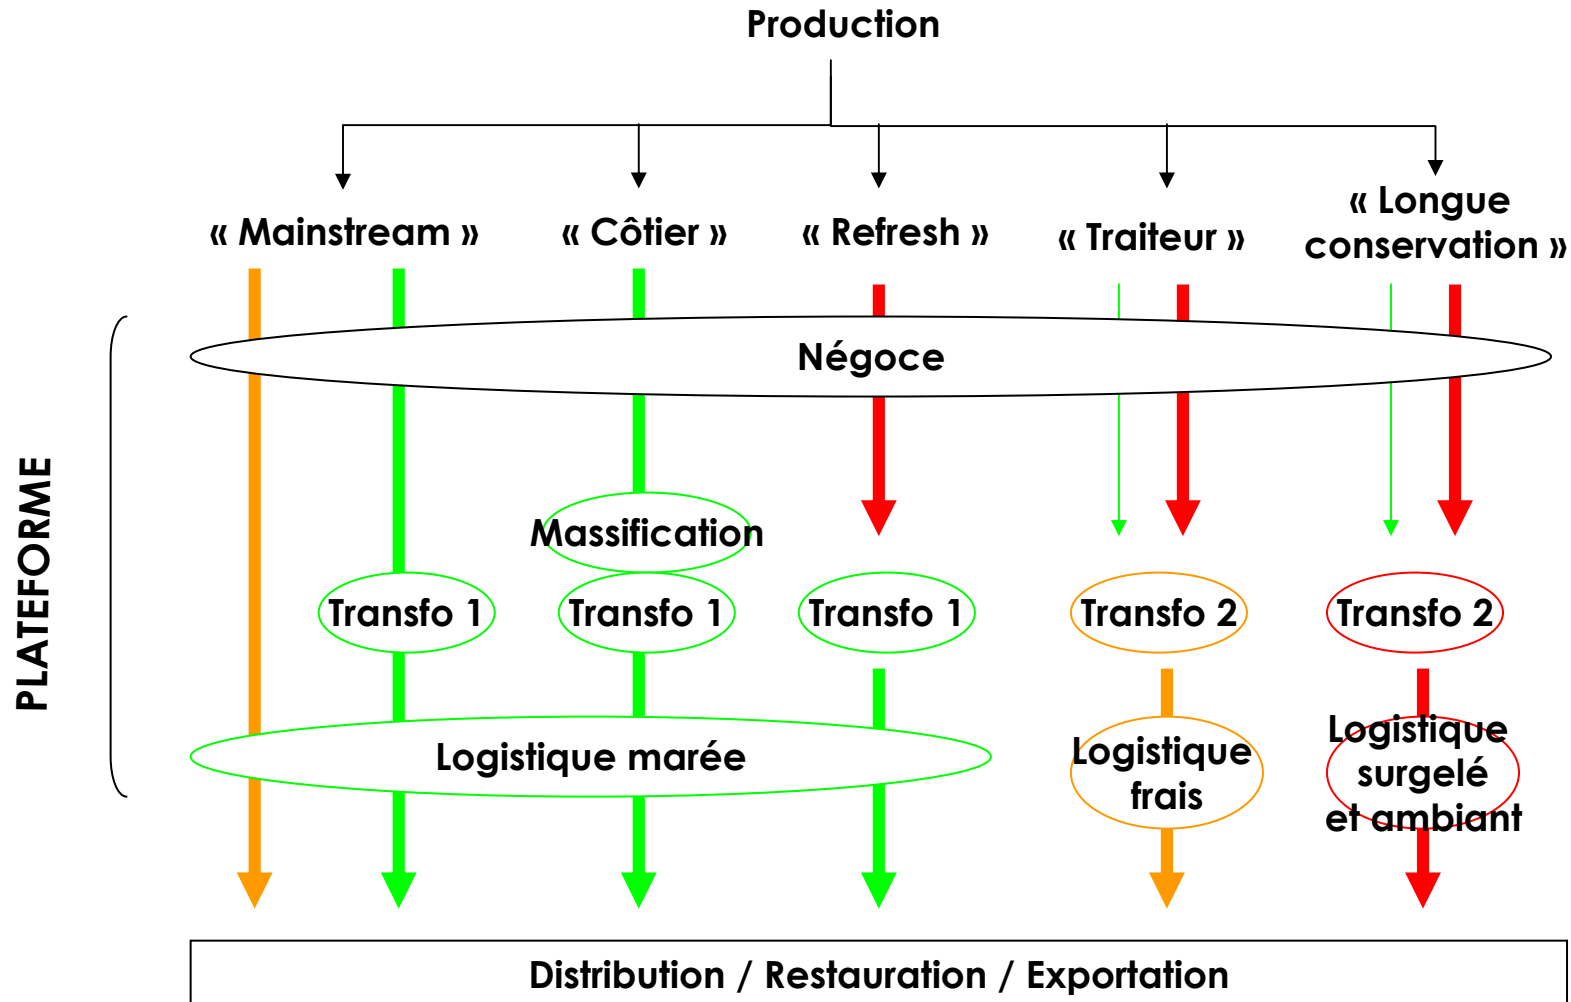 Production
« Mainstream »
« Côtier »
« Refresh »
« Traiteur »
« Longue
conservation »
PLATEFORME
Négoce
Massification
Transfo 1
Transfo 1
Transfo 1
Transfo 2
Transfo 2
Logistique marée
Logistique
frais
Logistique
surgelé
et ambiant
Distribution / Restauration / Exportation